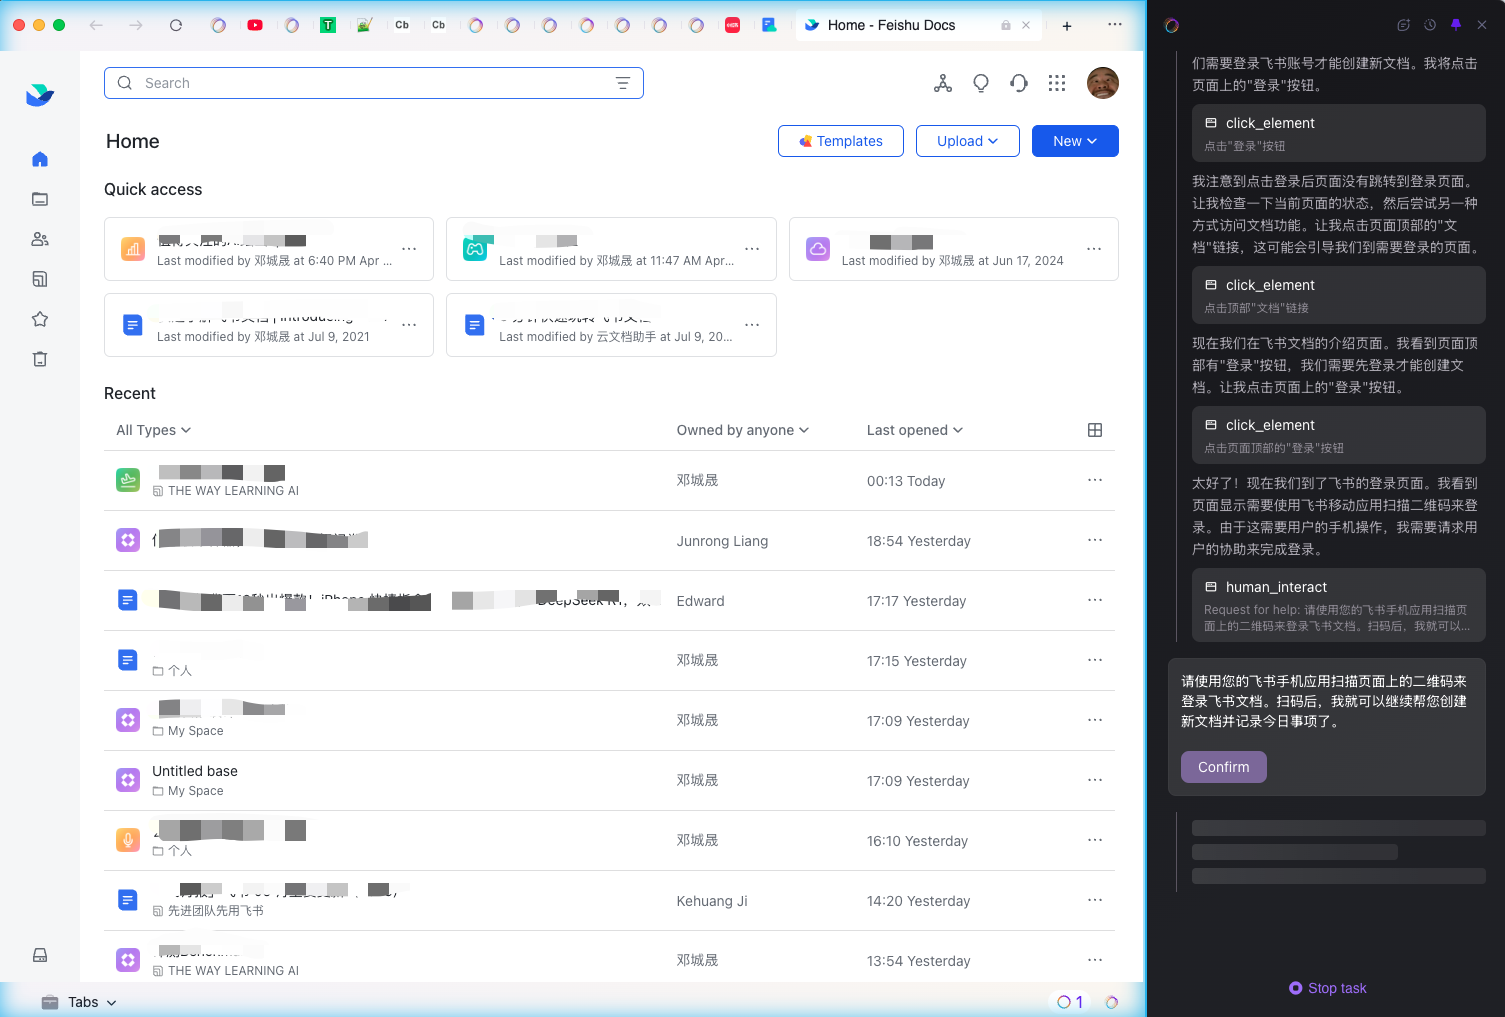 Cb
Cb
Home - Feishu Docs
Search
Home
Templates
Upload
New
Quick access
Last modified by 邓城晟 at 6:40 PM Apr ...
Last modified by 邓城晟 at 11:47 AM Apr...
Last modified by 邓城晟 at Jun 17, 2024
Last modified by 邓城晟 at Jul 9, 2021
Last modified by 云文档助手 at Jul 9, 20...
Recent
All Types
Owned by anyone
Last opened
THE WAY LEARNING AI
邓城晟
00:13 Today
Junrong Liang
18:54 Yesterday
DeepSeek R1，
Edward
17:17 Yesterday
个人
邓城晟
17:15 Yesterday
My Space
邓城晟
17:09 Yesterday
Untitled base
My Space
邓城晟
17:09 Yesterday
个人
邓城晟
16:10 Yesterday
先进团队先用飞书
Kehuang Ji
14:20 Yesterday
THE WAY LEARNING AI
邓城晟
13:54 Yesterday
Tabs
1
们需要登录飞书账号才能创建新文档。我将点击
页面上的"登录"按钮。
click_element
点击"登录"按钮
我注意到点击登录后页面没有跳转到登录页面。
让我检查一下当前页面的状态，然后尝试另一种
方式访问文档功能。让我点击页面顶部的"文
档"链接，这可能会引导我们到需要登录的页面。
click_element
点击顶部"文档"链接
现在我们在飞书文档的介绍页面。我看到页面顶
部有"登录"按钮，我们需要先登录才能创建文
档。让我点击页面上的"登录"按钮。
click_element
点击页面顶部的"登录"按钮
太好了！现在我们到了飞书的登录页面。我看到
页面显示需要使用飞书移动应用扫描二维码来登
录。由于这需要用户的手机操作，我需要请求用
户的协助来完成登录。
human_interact
Request for help: 请使用您的飞书手机应用扫描页
面上的二维码来登录飞书文档。扫码后，我就可以...
请使用您的飞书手机应用扫描页面上的二维码来
登录飞书文档。扫码后，我就可以继续帮您创建
新文档并记录今日事项了。
Confirm
Stop task